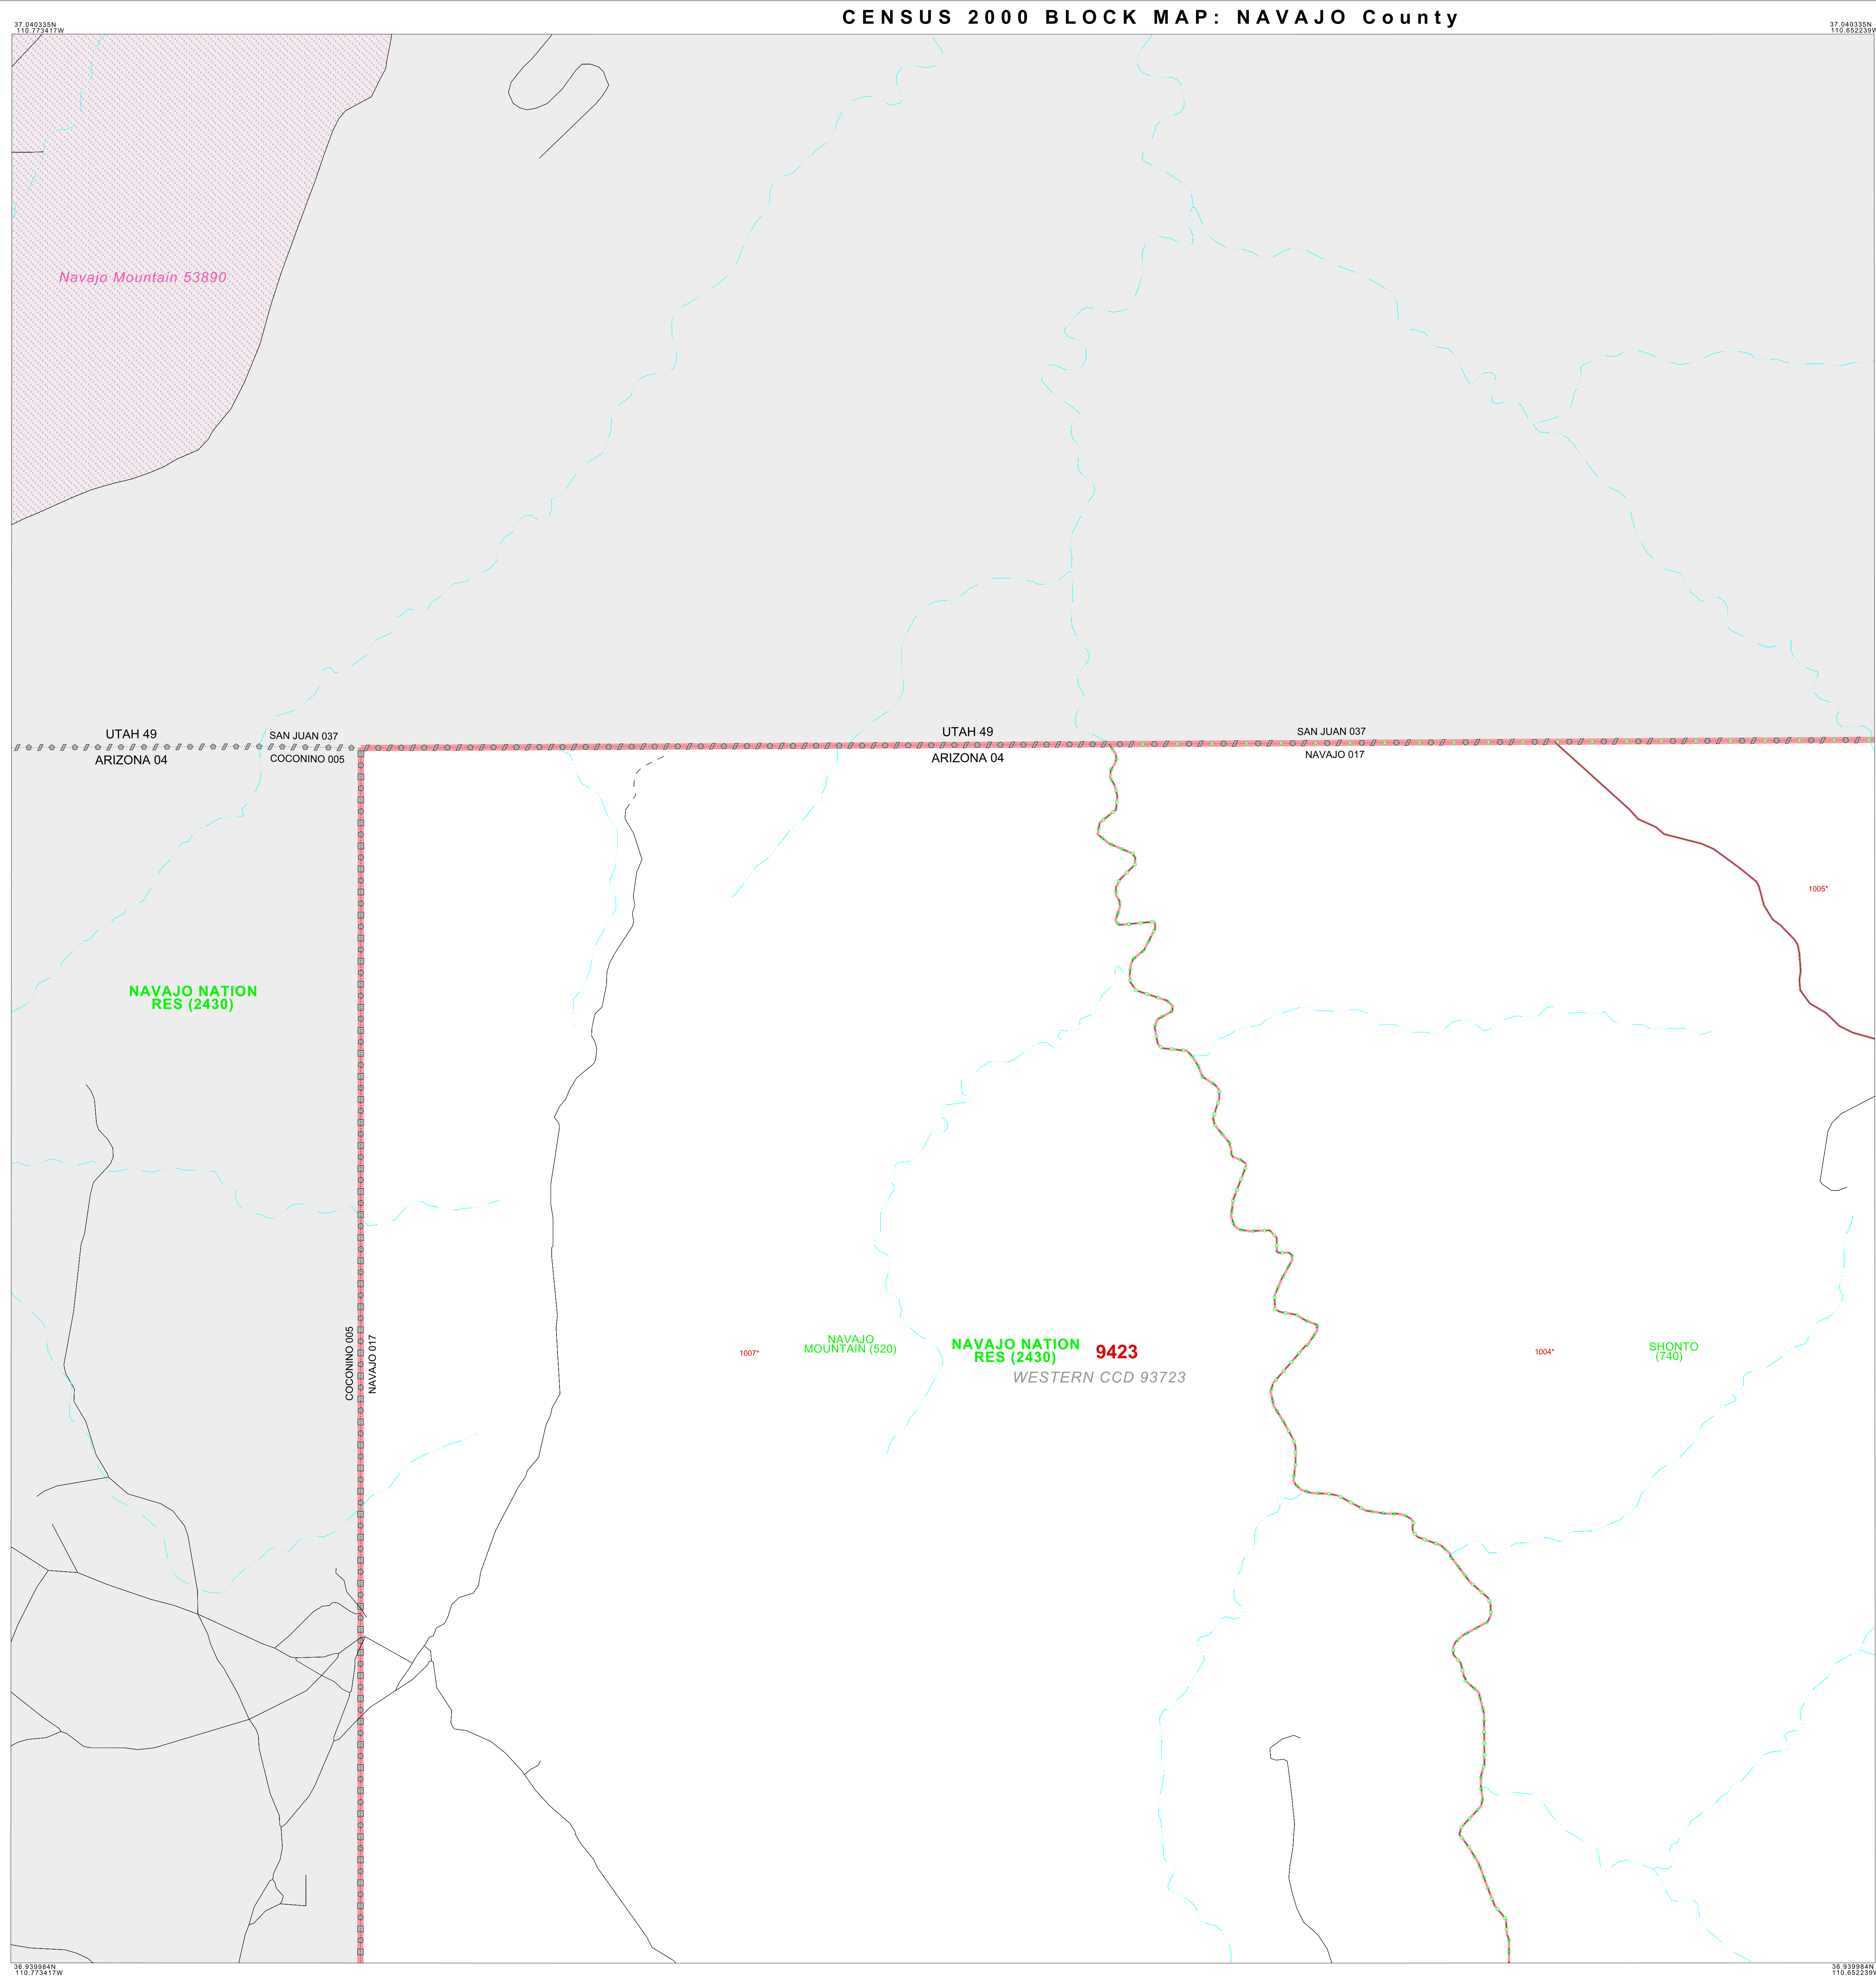 CENSUS 2000 BLOCK MAP: NAVAJO County
37.040335N
110.773417W
37.040335N
110.652239W
Navajo Mountain 53890
UTAH 49
SAN JUAN 037
ARIZONA 04
COCONINO 005
UTAH 49
ARIZONA 04
SAN JUAN 037
NAVAJO 017
1005*
NAVAJO NATION
RES (2430)
COCONINO 005
NAVAJO 017
1007*
NAVAJO
MOUNTAIN (520)
NAVAJO NATION
RES (2430)
9423
WESTERN CCD 93723
1004*
SHONTO
(740)
36.939984N
110.773417W
36.939984N
110.652239W